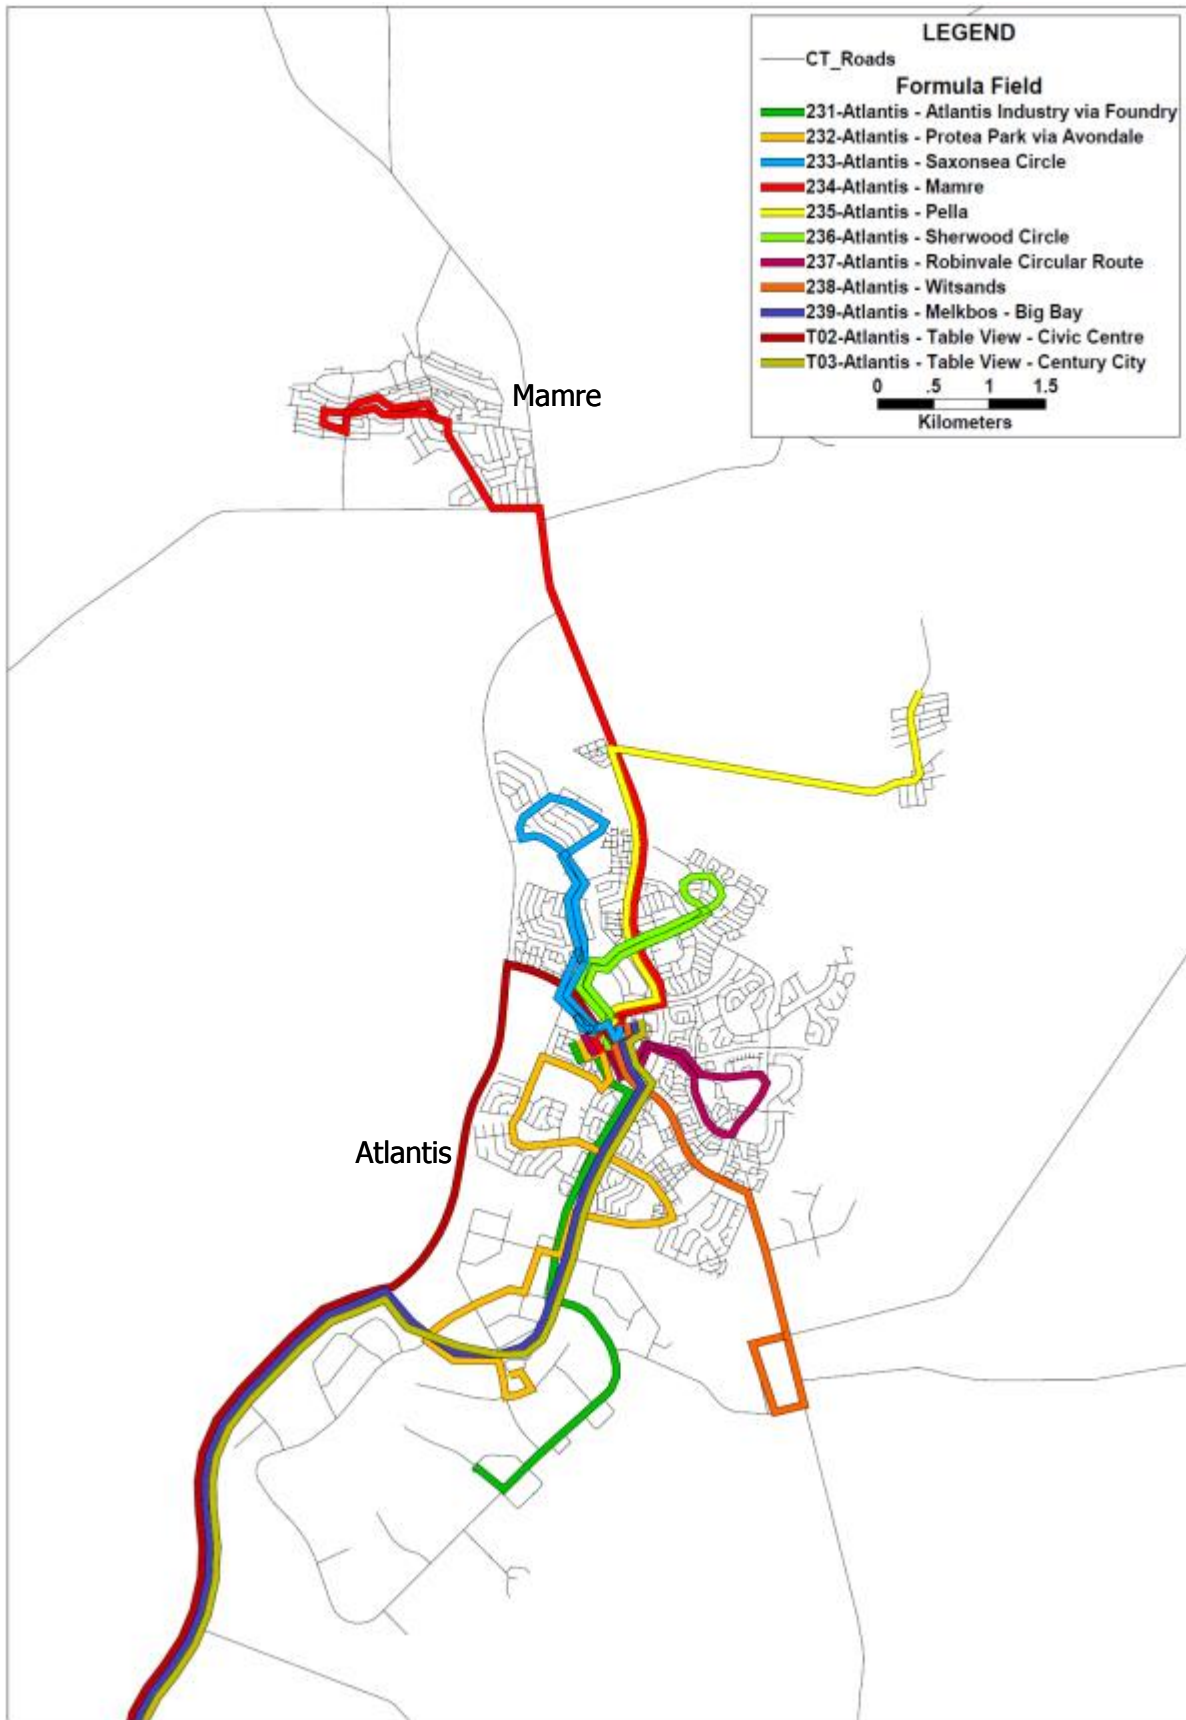 LEGEND
CT_Roads
Formula Field
231-Atlantis - Atlantis Industry via Foundry
232-Atlantis - Protea Park via Avondale
233-Atlantis - Saxonsea Circle
234-Atlantis - Mamre
235-Atlantis - Pella
236-Atlantis - Sherwood Circle
237-Atlantis - Robinvale Circular Route
238-Atlantis - Witsands
239-Atlantis - Melkbos - Big Bay
T02-Atlantis - Table View - Civic Centre
T03-Atlantis - Table View - Century City
0 .5 1 1.5
Kilometers
Mamre
Atlantis